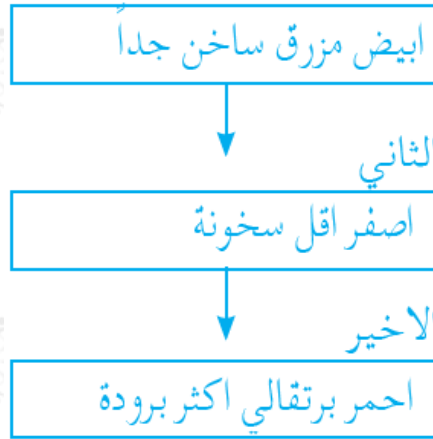 ابيض مزرق ساخن جداً
الثاني
اصفر اقل سخونة
الاخير
احمر برتقالي اكثر برودة